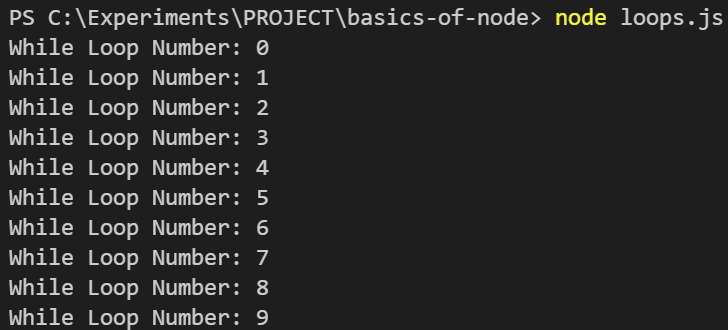 PS C:\Experiments\PROJECT\basics-of-node> node loops.js
While Loop Number: 0
While Loop Number: 1
While Loop Number: 2
While Loop Number: 3
While Loop Number: 4
While Loop Number: 5
While Loop Number: 6
While Loop Number: 7
While Loop Number: 8
While Loop Number: 9